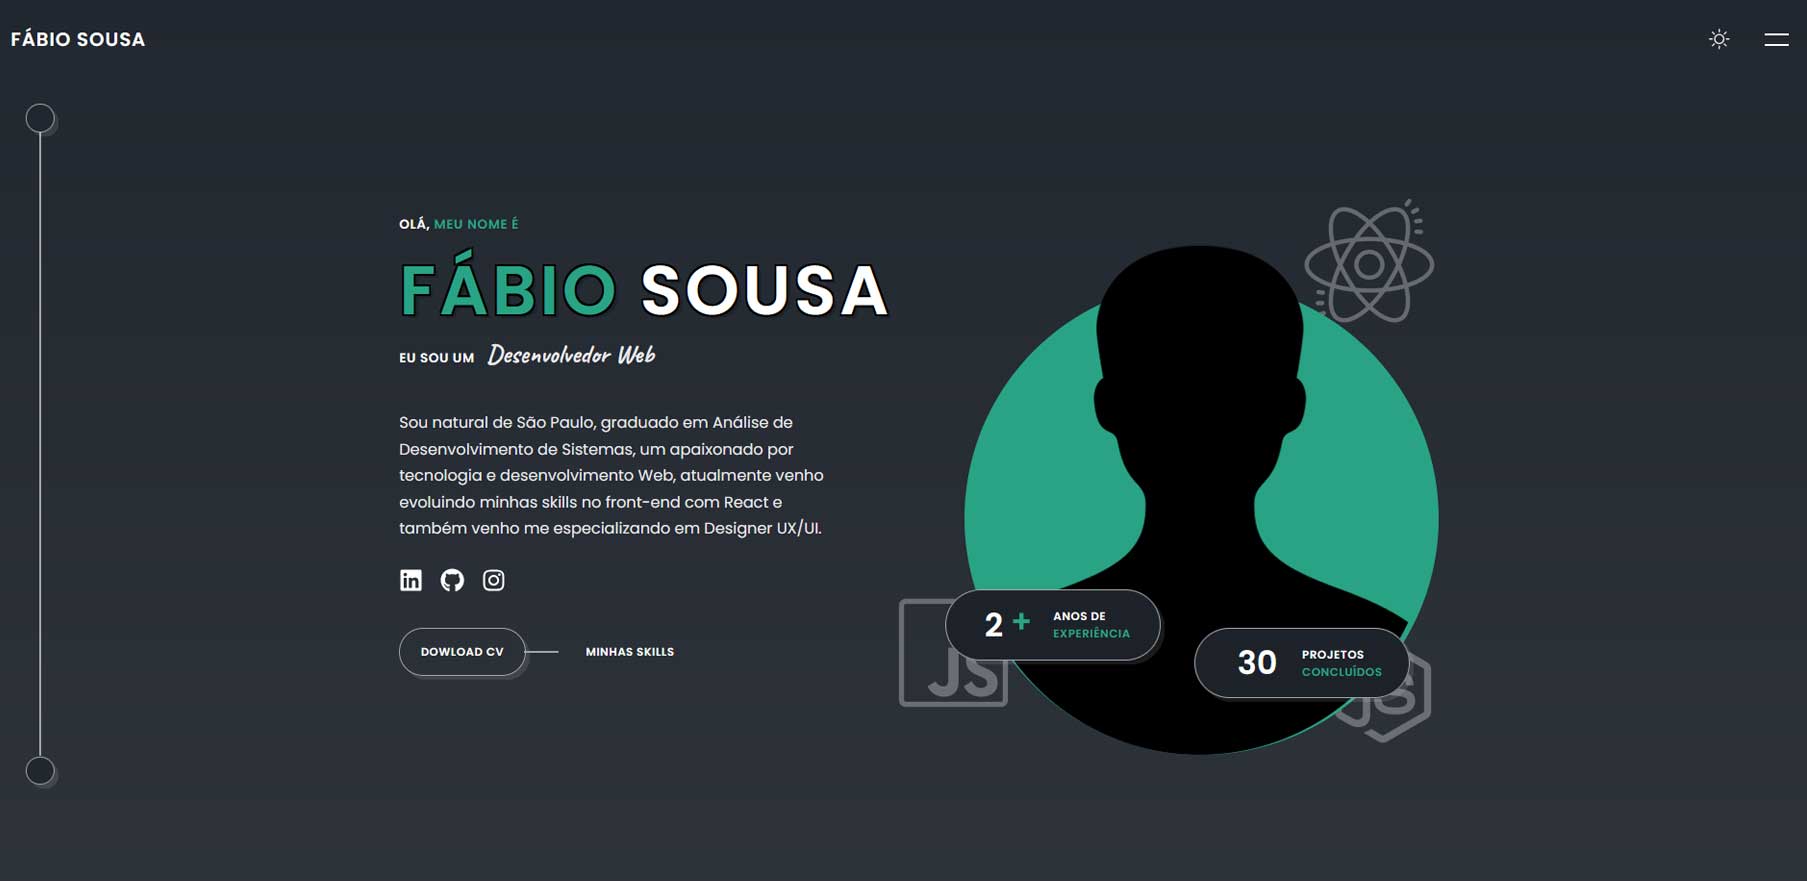 FÁBIO SOUSA
OLÁ, MEU NOME É
FÁBIO SOUSA
EU SOU UM Desenvolvedor Web
Sou natural de São Paulo, graduado em Análise de
Desenvolvimento de Sistemas, um apaixonado por
tecnologia e desenvolvimento Web, atualmente venho
evoluindo minhas skills no front-end com React e
também venho me especializando em Designer UX/UI.
in
DOWLOAD CV
MINHAS SKILLS
2 +
ANOS DE
EXPERIÊNCIA
JS
30
PROJETOS
CONCLUÍDOS
JS